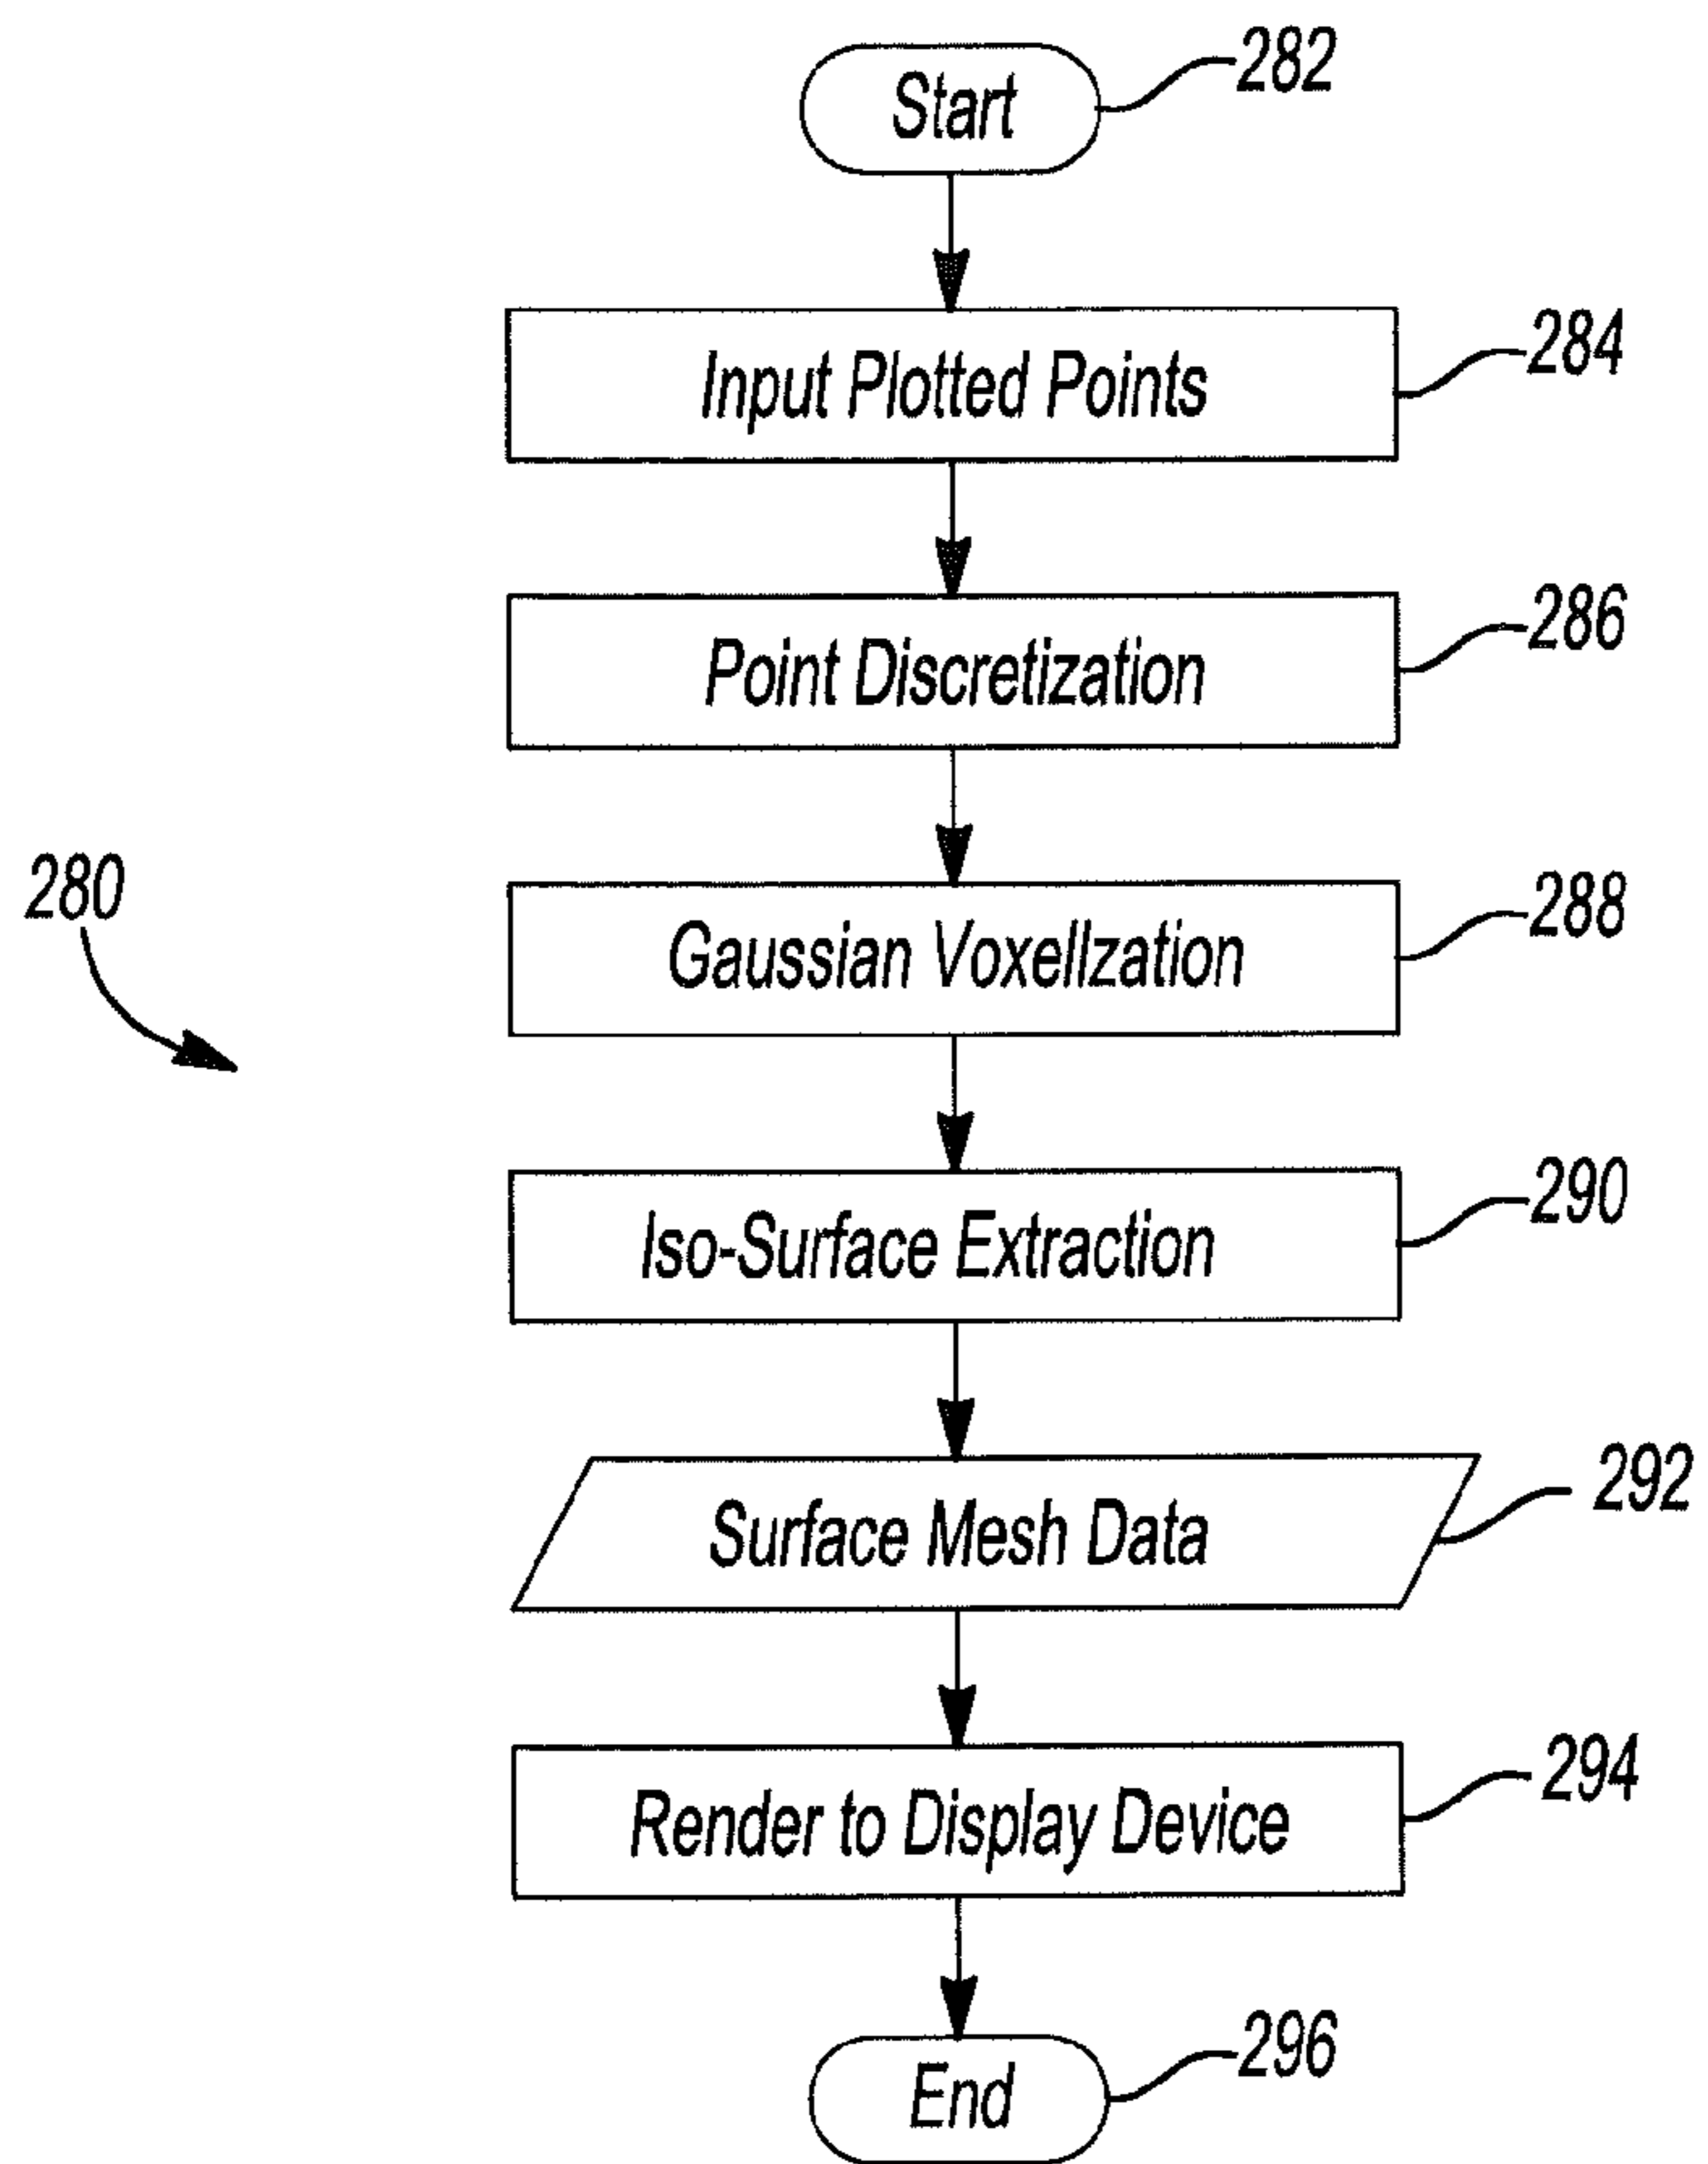 Start
282
Input Plotted Points
284
Point Discretization
286
280
Gaussian VoxelIzation
288
Iso-Surface Extraction
290
Surface Mesh Data
292
Render to Display Device
294
End
296